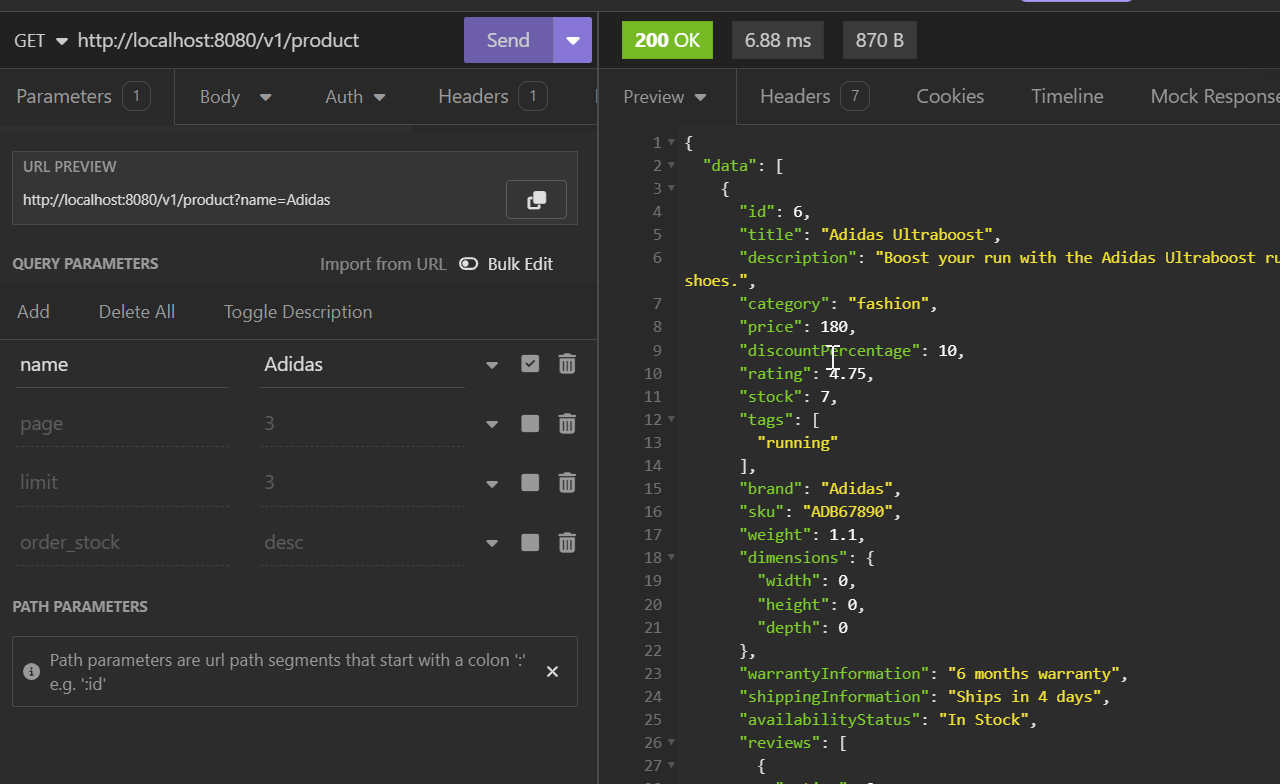 GET http://localhost:8080/v1/product Send
Parameters 1 Body Auth Headers 1
URL PREVIEW
http://localhost:8080/v1/product?name=Adidas
QUERY PARAMETERS Import from URL Bulk Edit
Add Delete All Toggle Description
name Adidas
page 3
limit 3
order_stock desc
PATH PARAMETERS
Path parameters are url path segments that start with a colon ':'
e.g. ':id'
200 OK 6.88 ms 870 B
Preview Headers 7 Cookies Timeline Mock Response
1 {
2 "data": [
3 {
4 "id": 6,
5 "title": "Adidas Ultraboost",
6 "description": "Boost your run with the Adidas Ultraboost ru
shoes.",
7 "category": "fashion",
8 "price": 180,
9 "discountPercentage": 10,
10 "rating": 4.75,
11 "stock": 7,
12 "tags": [
13 "running"
14 ],
15 "brand": "Adidas",
16 "sku": "ADB67890",
17 "weight": 1.1,
18 "dimensions": {
19 "width": 0,
20 "height": 0,
21 "depth": 0
22 },
23 "warrantyInformation": "6 months warranty",
24 "shippingInformation": "Ships in 4 days",
25 "availabilityStatus": "In Stock",
26 "reviews": [
27 {